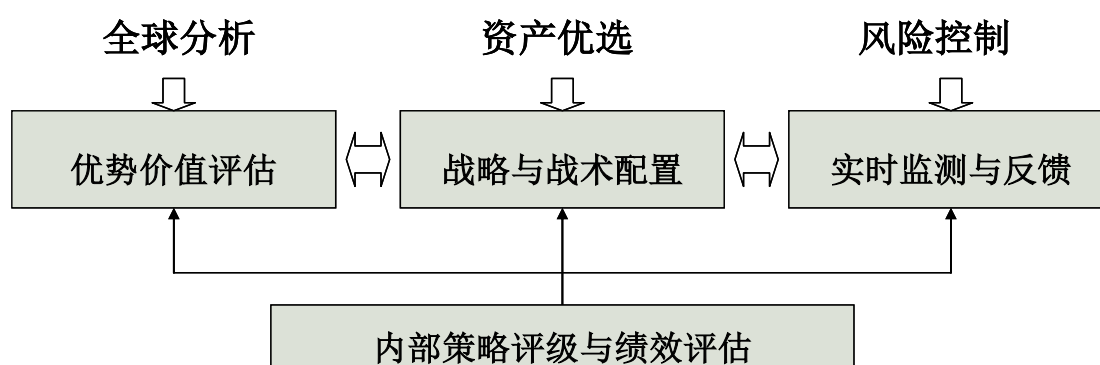 全球分析 资产优选 风险控制
优势价值评估 战略与战术配置 实时监测与反馈
内部策略评级与绩效评估